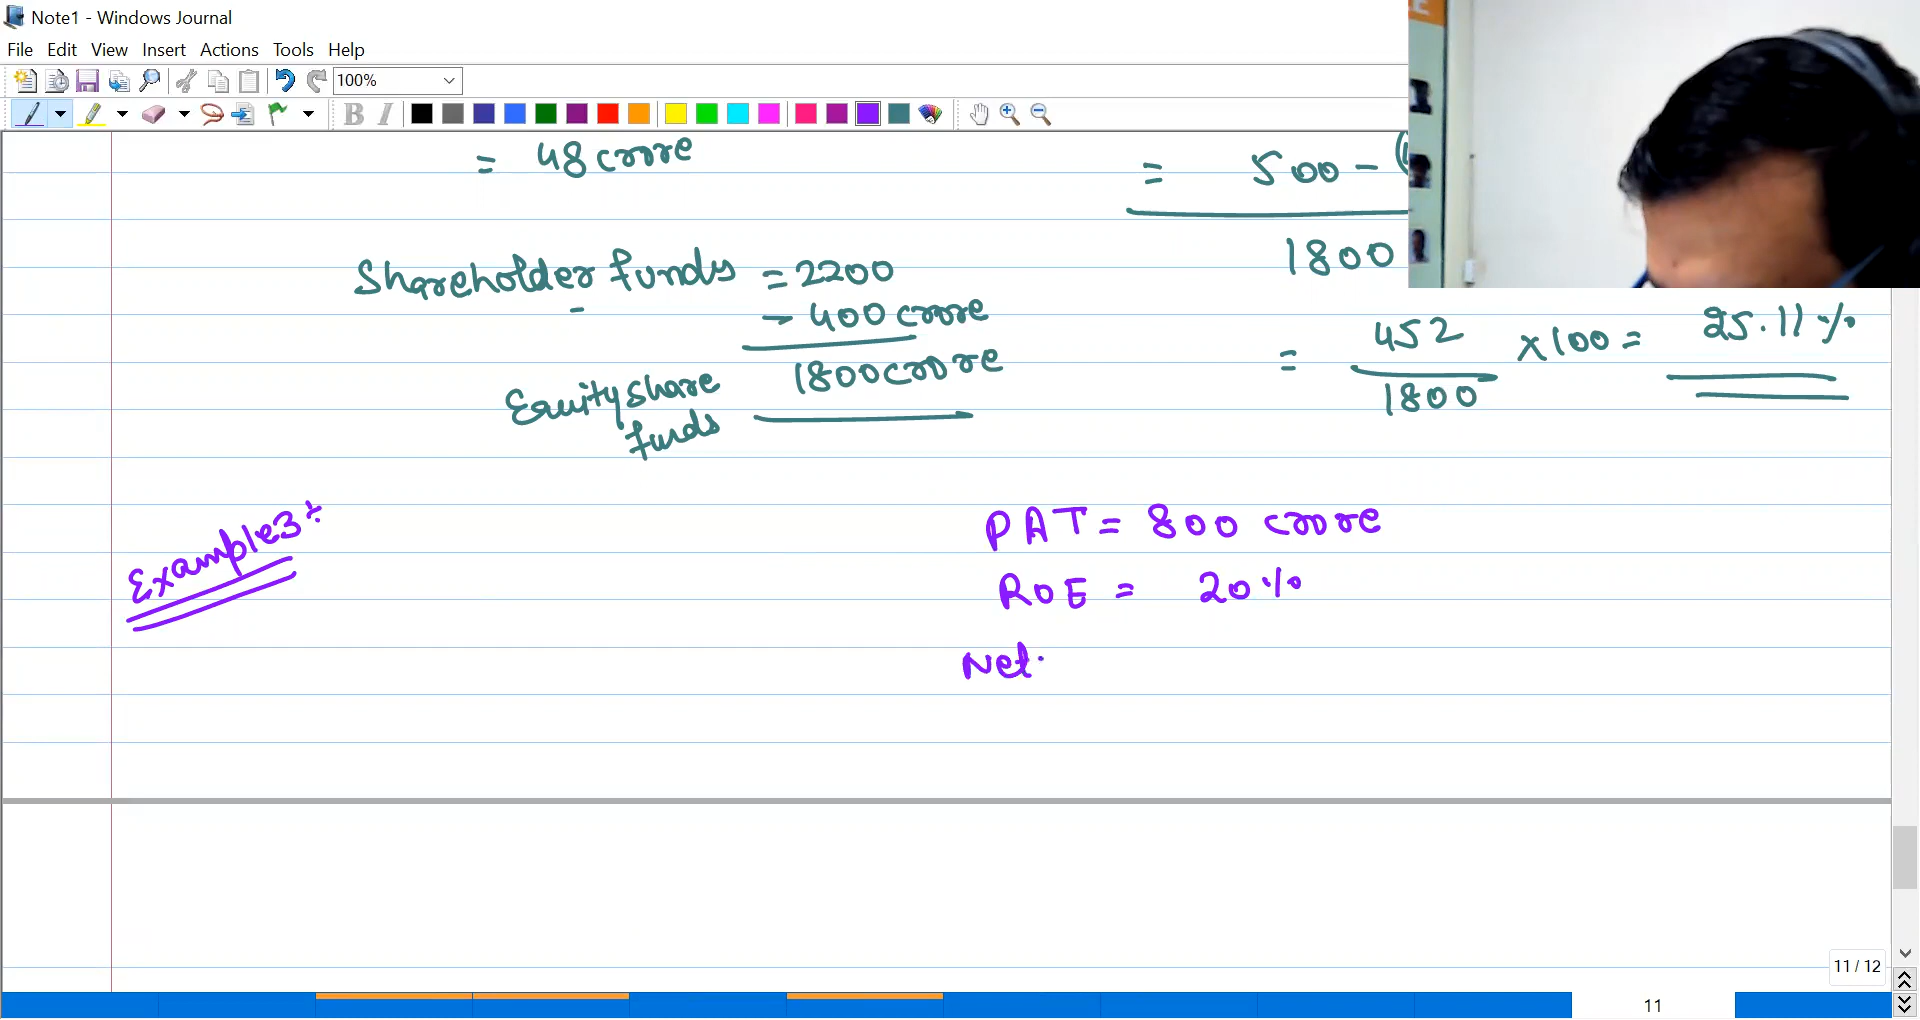 Note1 - Windows Journal
File Edit View Insert Actions Tools Help
100%
B I
= 48 crore
= 500 - (
1800
Shareholder funds = 2200
- 400 crore
Equity share funds 1800 crore
= 452 / 1800 x 100 = 25.11 %
Example 3 :
PAT = 800 crore
ROE = 20 %
Net
11 / 12
11